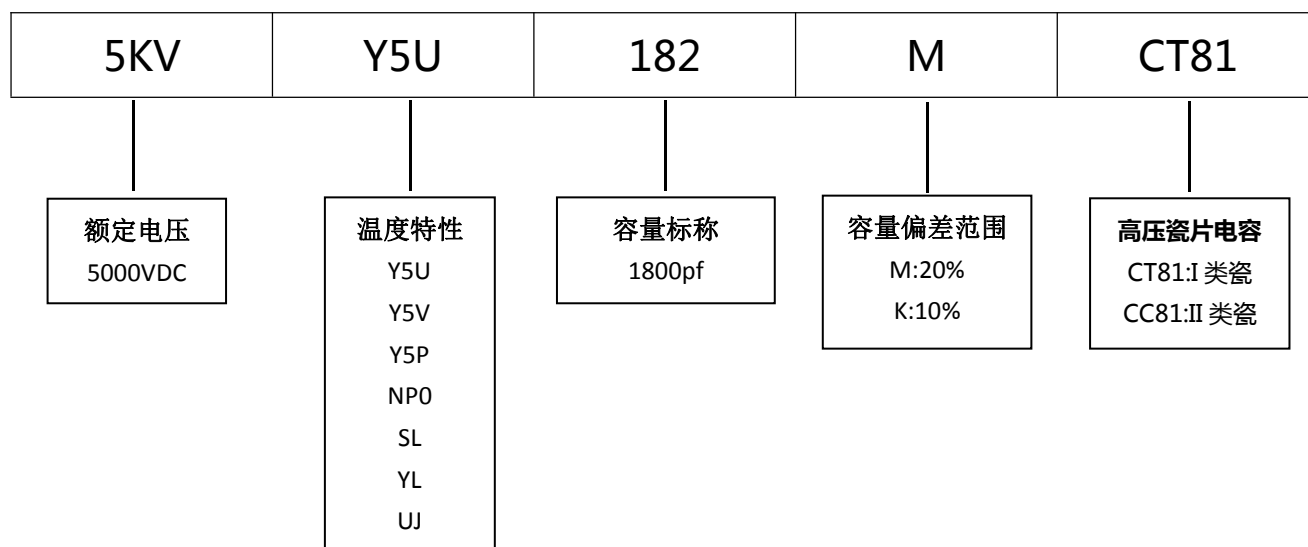 5KV Y5U 182 M CT81
额定电压
5000VDC
温度特性
Y5U
Y5V
Y5P
NP0
SL
YL
UJ
容量标称
1800pf
容量偏差范围
M:20%
K:10%
高压瓷片电容
CT81:I 类瓷
CC81:II 类瓷